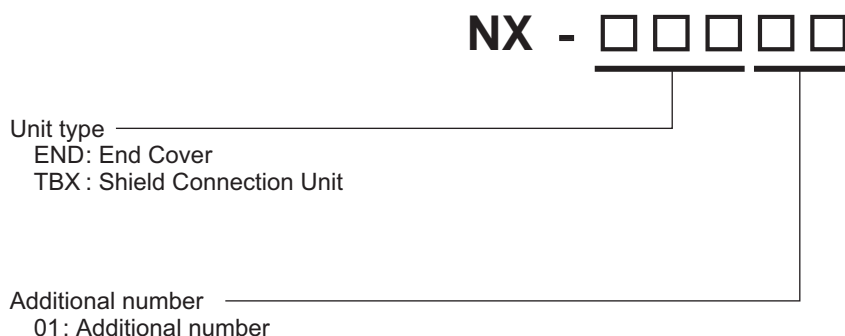 NX - □□□□□
Unit type
END: End Cover
TBX : Shield Connection Unit
Additional number
01: Additional number